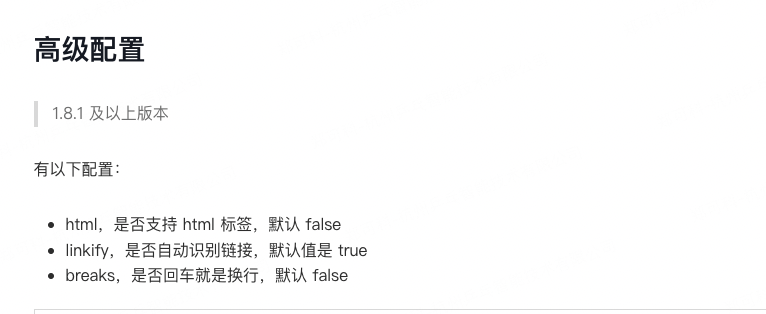 高级配置
1.8.1 及以上版本
有以下配置：
html，是否支持 html 标签，默认 false
linkify，是否自动识别链接，默认值是 true
breaks，是否回车就是换行，默认 false